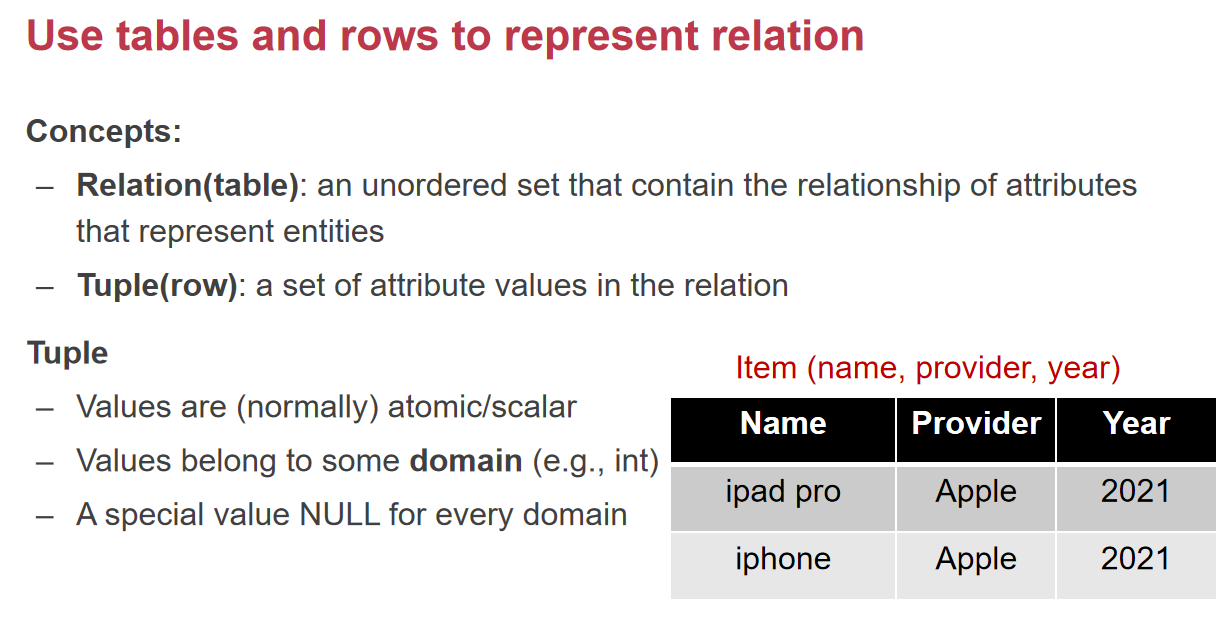 Use tables and rows to represent relation
Concepts:
– Relation(table): an unordered set that contain the relationship of attributes
that represent entities
– Tuple(row): a set of attribute values in the relation
Tuple
– Values are (normally) atomic/scalar
– Values belong to some domain (e.g., int)
– A special value NULL for every domain
Item (name, provider, year)
Name Provider Year
ipad pro Apple 2021
iphone Apple 2021